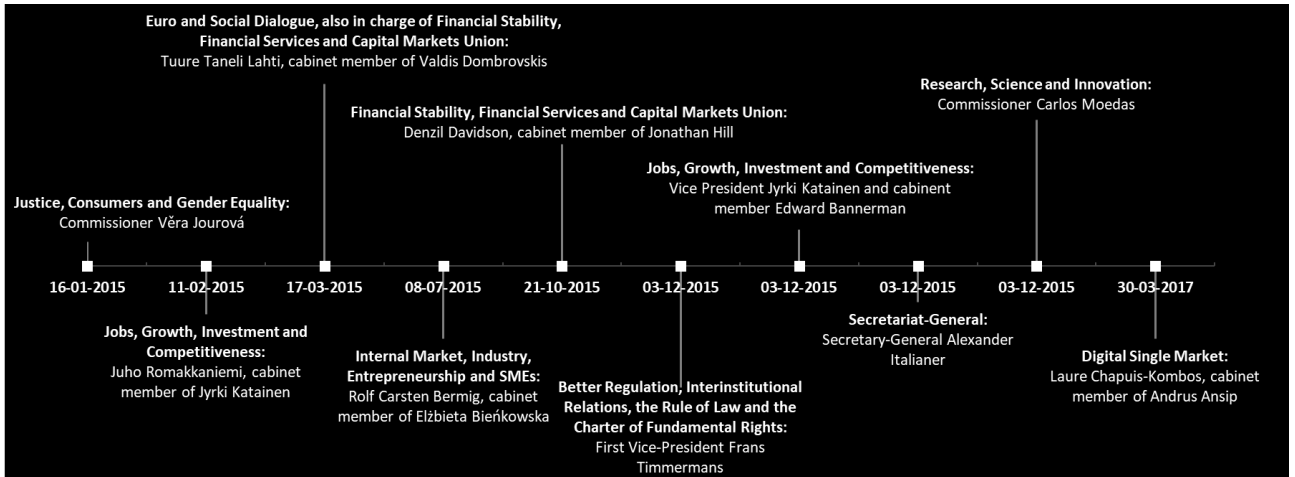 Euro and Social Dialogue, also in charge of Financial Stability,
Financial Services and Capital Markets Union:
Tuure Taneli Lahti, cabinet member of Valdis Dombrovskis
Financial Stability, Financial Services and Capital Markets Union:
Denzil Davidson, cabinet member of Jonathan Hill
Research, Science and Innovation:
Commissioner Carlos Moedas
Jobs, Growth, Investment and Competitiveness:
Vice President Jyrki Katainen and cabinent
member Edward Bannerman
Justice, Consumers and Gender Equality:
Commissioner Věra Jourová
16-01-2015
11-02-2015
17-03-2015
08-07-2015
21-10-2015
03-12-2015
03-12-2015
03-12-2015
03-12-2015
30-03-2017
Jobs, Growth, Investment and
Competitiveness:
Juho Romakkaniemi, cabinet
member of Jyrki Katainen
Internal Market, Industry,
Entrepreneurship and SMEs:
Rolf Carsten Bermig, cabinet
member of Elżbieta Bieńkowska
Better Regulation, Interinstitutional
Relations, the Rule of Law and the
Charter of Fundamental Rights:
First Vice-President Frans
Timmermans
Secretariat-General:
Secretary-General Alexander
Italianer
Digital Single Market:
Laure Chapuis-Kombos, cabinet
member of Andrus Ansip